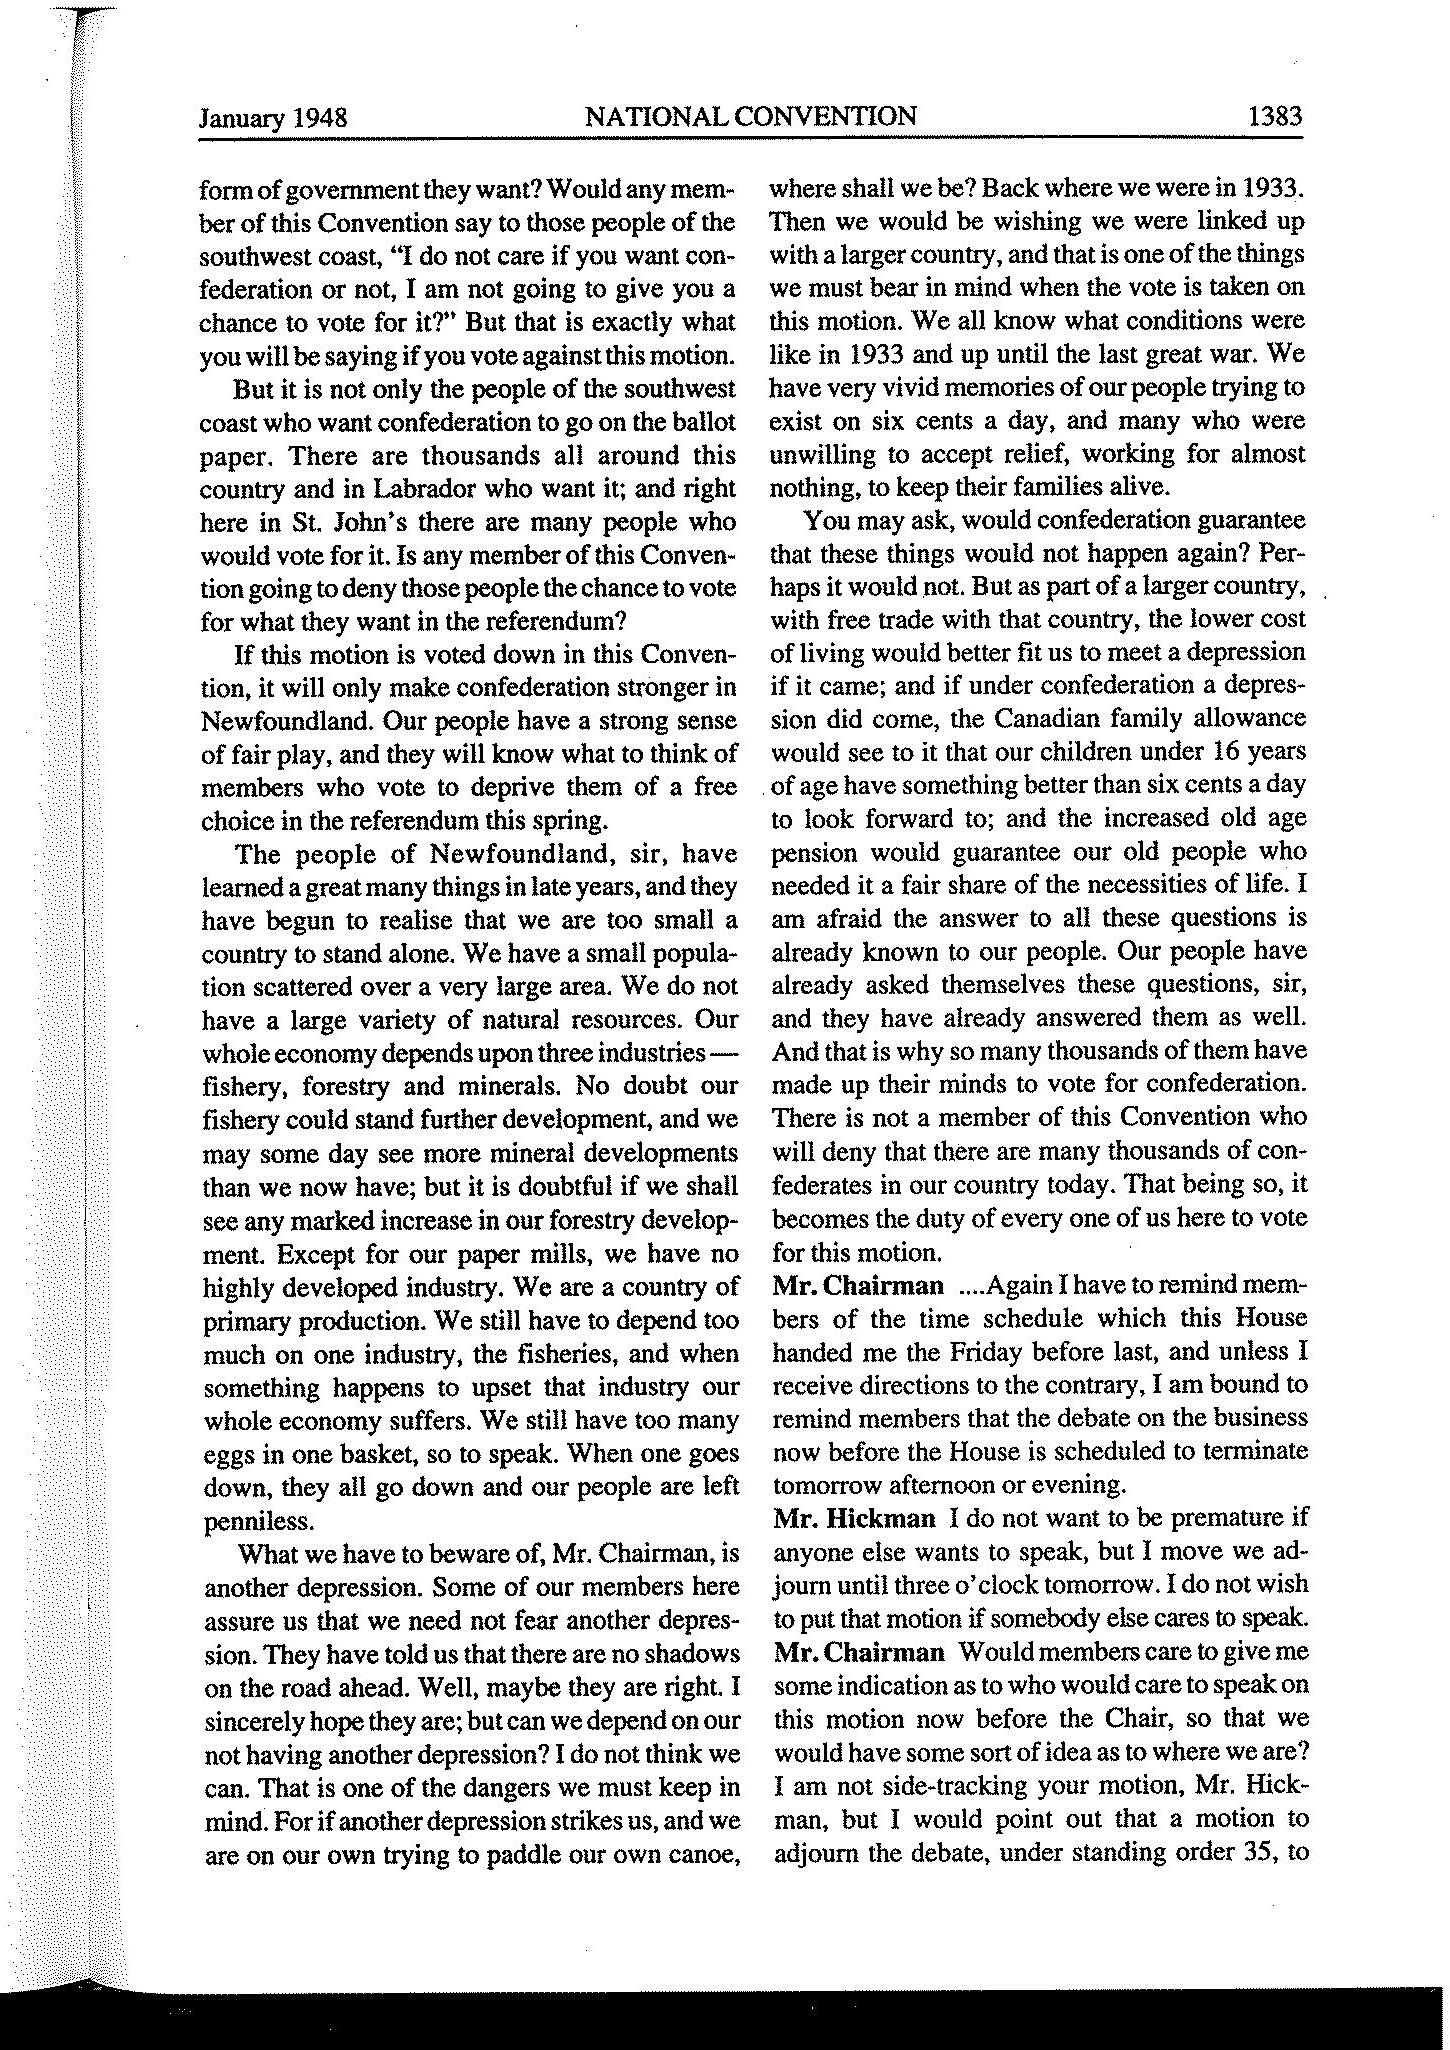 January 1948 NATIONAL CONVENTION 1383
form of government they want? Would any mem-
ber of this Convention say to those people of the
southwest coast, "I do not care if you want con-
federation or not, I am not going to give you a
chance to vote for it?" But that is exactly what
you will be saying if you vote against this motion.
But it is not only the people of the southwest
coast who want confederation to go on the ballot
paper. There are thousands all around this
country and in Labrador who want it; and right
here in St. John's there are many people who
would vote for it. Is any member of this Conven-
tion going to deny those people the chance to vote
for what they want in the referendum?
If this motion is voted down in this Conven-
tion, it will only make confederation stronger in
Newfoundland. Our people have a strong sense
of fair play, and they will know what to think of
members who vote to deprive them of a free
choice in the referendum this spring.
The people of Newfoundland, sir, have
learned a great many things in late years, and they
have begun to realise that we are too small a
country to stand alone. We have a small popula-
tion scattered over a very large area. We do not
have a large variety of natural resources. Our
whole economy depends upon three industries —
fishery, forestry and minerals. No doubt our
fishery could stand further development, and we
may some day see more mineral developments
than we now have; but it is doubtful if we shall
see any marked increase in our forestry develop-
ment. Except for our paper mills, we have no
highly developed industry. We are a country of
primary production. We still have to depend too
much on one industry, the fisheries, and when
something happens to upset that industry our
whole economy suffers. We still have too many
eggs in one basket, so to speak. When one goes
down, they all go down and our people are left
penniless.
What we have to beware of, Mr. Chairman, is
another depression. Some of our members here
assure us that we need not fear another depres-
sion. They have told us that there are no shadows
on the road ahead. Well, maybe they are right. I
sincerely hope they are; but can we depend on our
not having another depression? I do not think we
can. That is one of the dangers we must keep in
mind. For if another depression strikes us, and we
are on our own trying to paddle our own canoe,
where shall we be? Back where we were in 1933.
Then we would be wishing we were linked up
with a larger country, and that is one of the things
we must bear in mind when the vote is taken on
this motion. We all know what conditions were
like in 1933 and up until the last great war. We
have very vivid memories of our people trying to
exist on six cents a day, and many who were
unwilling to accept relief, working for almost
nothing, to keep their families alive.
You may ask, would confederation guarantee
that these things would not happen again? Per-
haps it would not. But as part of a larger country,
with free trade with that country, the lower cost
of living would better fit us to meet a depression
if it came; and if under confederation a depres-
sion did come, the Canadian family allowance
would see to it that our children under 16 years
of age have something better than six cents a day
to look forward to; and the increased old age
pension would guarantee our old people who
needed it a fair share of the necessities of life. I
am afraid the answer to all these questions is
already known to our people. Our people have
already asked themselves these questions, sir,
and they have already answered them as well.
And that is why so many thousands of them have
made up their minds to vote for confederation.
There is not a member of this Convention who
will deny that there are many thousands of con-
federates in our country today. That being so, it
becomes the duty of every one of us here to vote
for this motion.
Mr. Chairman ....Again I have to remind mem-
bers of the time schedule which this House
handed me the Friday before last, and unless I
receive directions to the contrary, I am bound to
remind members that the debate on the business
now before the House is scheduled to terminate
tomorrow afternoon or evening.
Mr. Hickman I do not want to be premature if
anyone else wants to speak, but I move we ad-
journ until three o'clock tomorrow. I do not wish
to put that motion if somebody else cares to speak.
Mr. Chairman Would members care to give me
some indication as to who would care to speak on
this motion now before the Chair, so that we
would have some sort of idea as to where we are?
I am not side-tracking your motion, Mr. Hick-
man, but I would point out that a motion to
adjourn the debate, under standing order 35, to